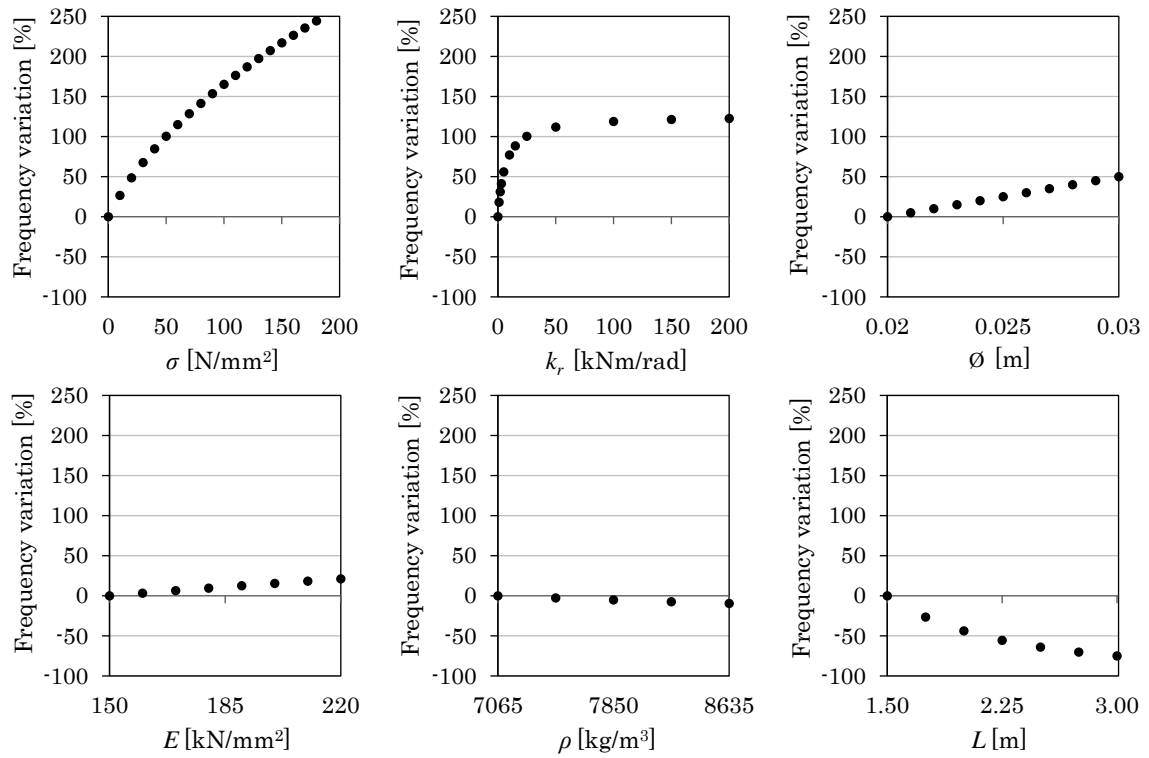 Frequency variation [%]
250
200
150
100
50
0
-50
-100
0 50 100 150 200
σ [N/mm²]
Frequency variation [%]
250
200
150
100
50
0
-50
-100
0 50 100 150 200
kᵣ [kNm/rad]
Frequency variation [%]
250
200
150
100
50
0
-50
-100
0.02 0.025 0.03
Ø [m]
Frequency variation [%]
250
200
150
100
50
0
-50
-100
150 185 220
E [kN/mm²]
Frequency variation [%]
250
200
150
100
50
0
-50
-100
7065 7850 8635
ρ [kg/m³]
Frequency variation [%]
250
200
150
100
50
0
-50
-100
1.50 2.25 3.00
L [m]